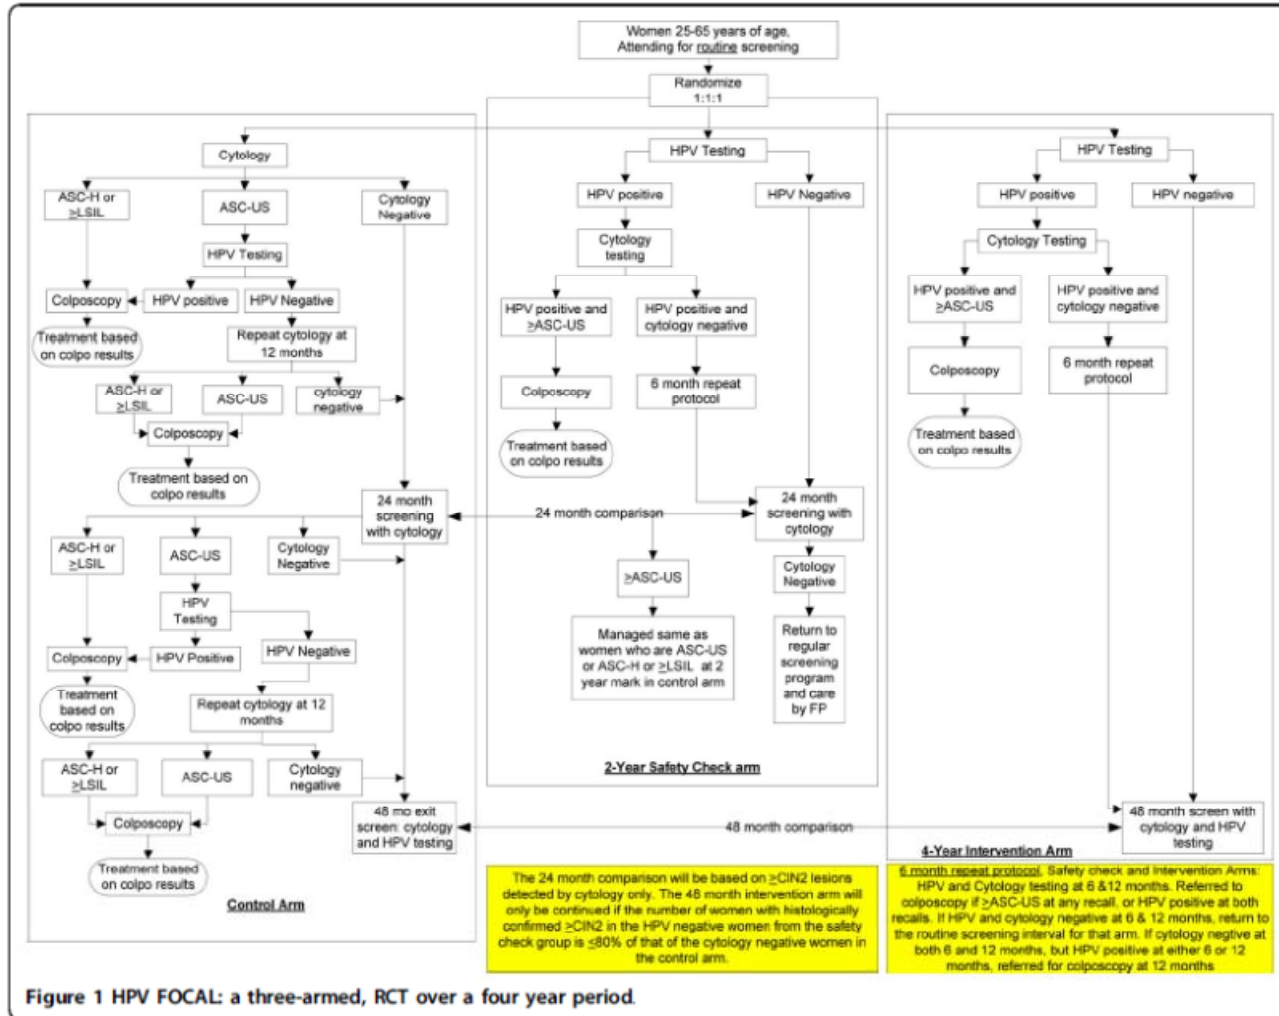 Women 25-65 years of age,
Attending for routine screening
Randomize
1:1:1
Cytology
ASC-H or
≥LSIL
ASC-US
Cytology
Negative
HPV Testing
Colposcopy
HPV positive
HPV Negative
Treatment based
on colpo results
Repeat cytology at
12 months
ASC-H or
≥LSIL
ASC-US
cytology
negative
Colposcopy
Treatment based on
colpo results
24 month
screening
with cytology
ASC-H or
≥LSIL
ASC-US
Cytology
Negative
HPV
Testing
Colposcopy
HPV Positive
HPV Negative
Treatment
based on
colpo results
Repeat cytology at 12
months
ASC-H or
≥LSIL
ASC-US
Cytology
negative
Colposcopy
48 mo exit
screen: cytology
and HPV testing
Treatment based on
colpo results
Control Arm
HPV Testing
HPV positive
HPV Negative
Cytology
testing
HPV positive and
≥ASC-US
HPV positive and
cytology negative
Colposcopy
6 month repeat
protocol
Treatment based
on colpo results
24 month comparison
24 month
screening with
cytology
≥ASC-US
Cytology
Negative
Managed same as
women who are ASC-US
or ASC-H or ≥LSIL at 2
year mark in control arm
Return to
regular
screening
program
and care
by FP
2-Year Safety Check arm
HPV Testing
HPV positive
HPV negative
Cytology Testing
HPV positive and
≥ASC-US
HPV positive and
cytology negative
Colposcopy
6 month repeat
protocol
Treatment based
on colpo results
48 month comparison
48 month screen with
cytology and HPV
testing
4-Year Intervention Arm
The 24 month comparison will be based on ≥CIN2 lesions
detected by cytology only. The 48 month intervention arm will
only be continued if the number of women with histologically
confirmed ≥CIN2 in the HPV negative women from the safety
check group is ≤80% of that of the cytology negative women in
the control arm.
6 month repeat protocol, Safety check and Intervention Arms:
HPV and Cytology testing at 6 &12 months. Referred to
colposcopy if ≥ASC-US at any recall, or HPV positive at both
recalls. If HPV and cytology negative at 6 & 12 months, return to
the routine screening interval for that arm. If cytology negtive at
both 6 and 12 months, but HPV positive at either 6 or 12
months, referred for colposcopy at 12 months
Figure 1 HPV FOCAL: a three-armed, RCT over a four year period.